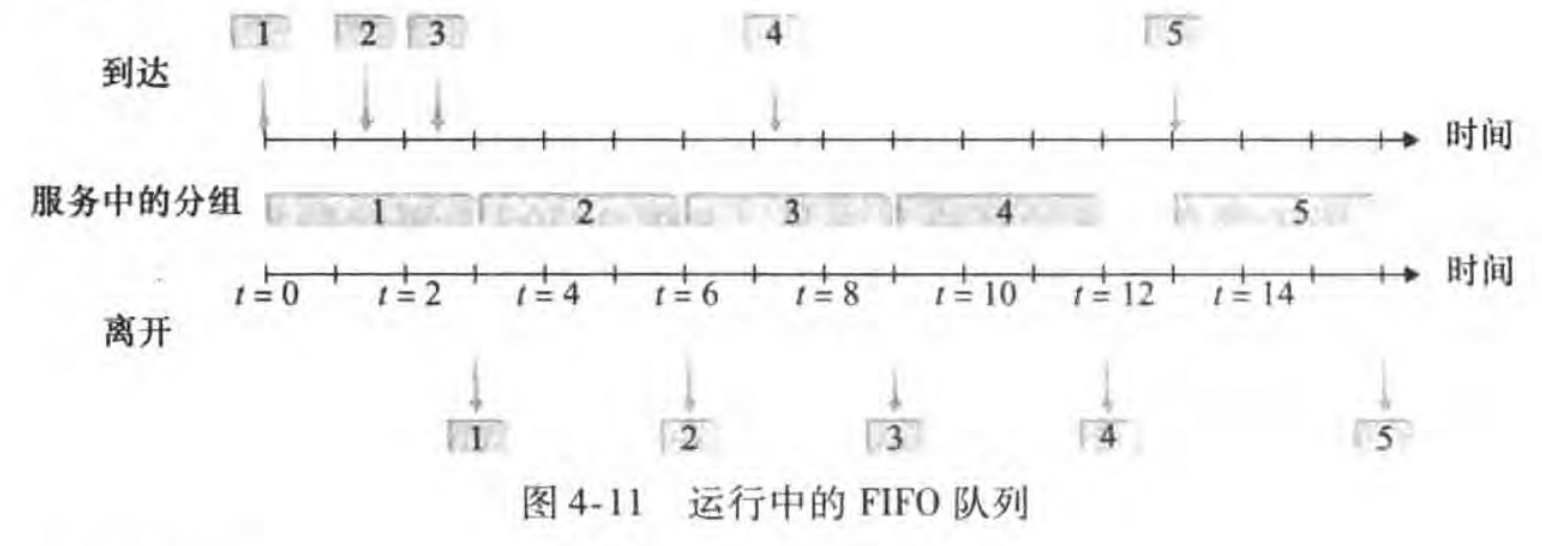 1 2 3 4 5
到达
时间
服务中的分组 1 2 3 4 5
时间
t = 0 t = 2 t = 4 t = 6 t = 8 t = 10 t = 12 t = 14
离开
1 2 3 4 5
图 4-11 运行中的 FIFO 队列